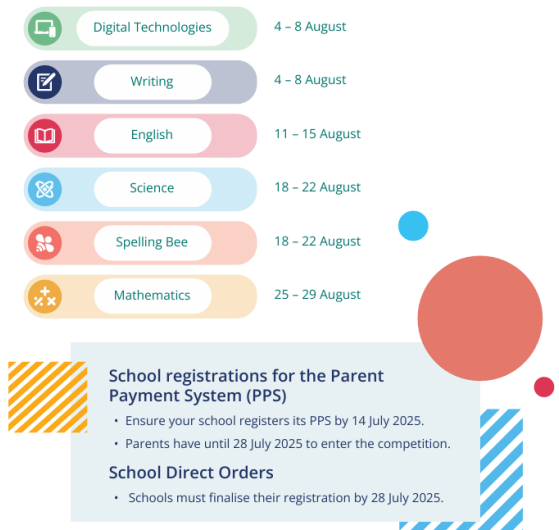 Digital Technologies 4 – 8 August
Writing 4 – 8 August
English 11 – 15 August
Science 18 – 22 August
Spelling Bee 18 – 22 August
Mathematics 25 – 29 August
School registrations for the Parent
Payment System (PPS)
• Ensure your school registers its PPS by 14 July 2025.
• Parents have until 28 July 2025 to enter the competition.
School Direct Orders
• Schools must finalise their registration by 28 July 2025.